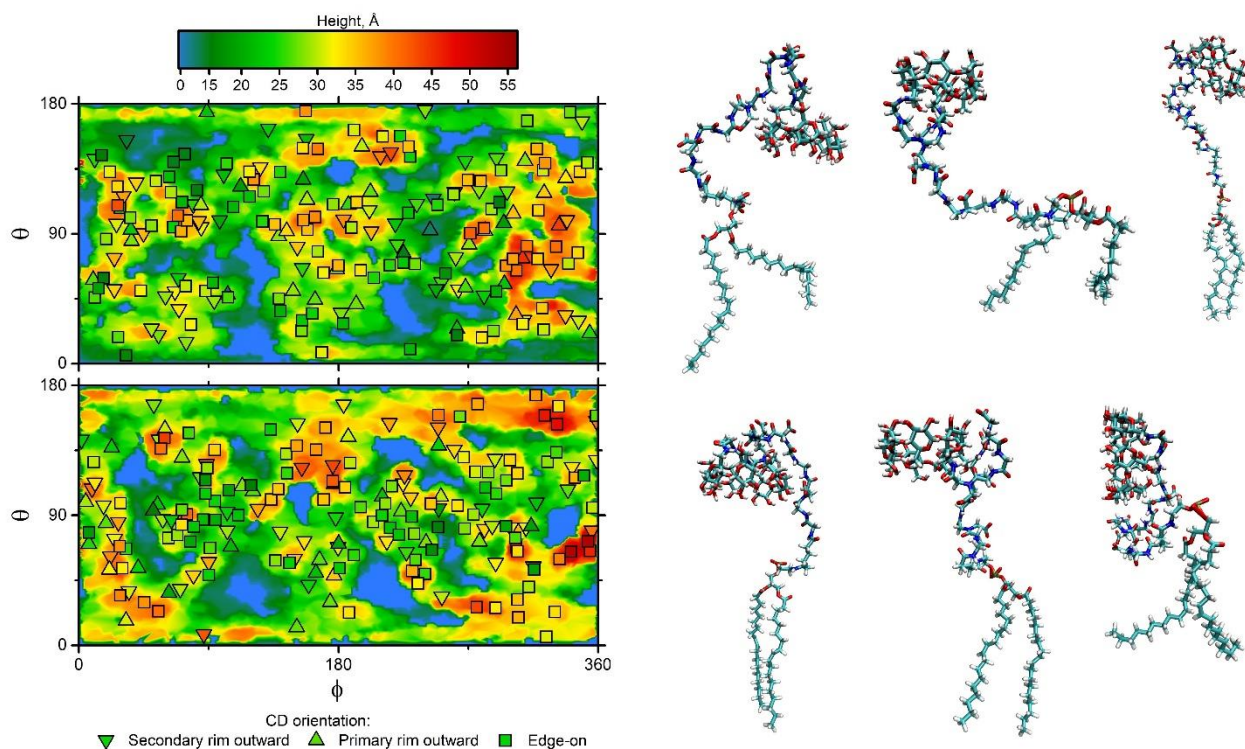 Height, Å
0 15 20 25 30 35 40 45 50 55
180
θ
90
0
180
θ
90
0
0 180 360
ϕ
CD orientation:
Secondary rim outward Primary rim outward Edge-on